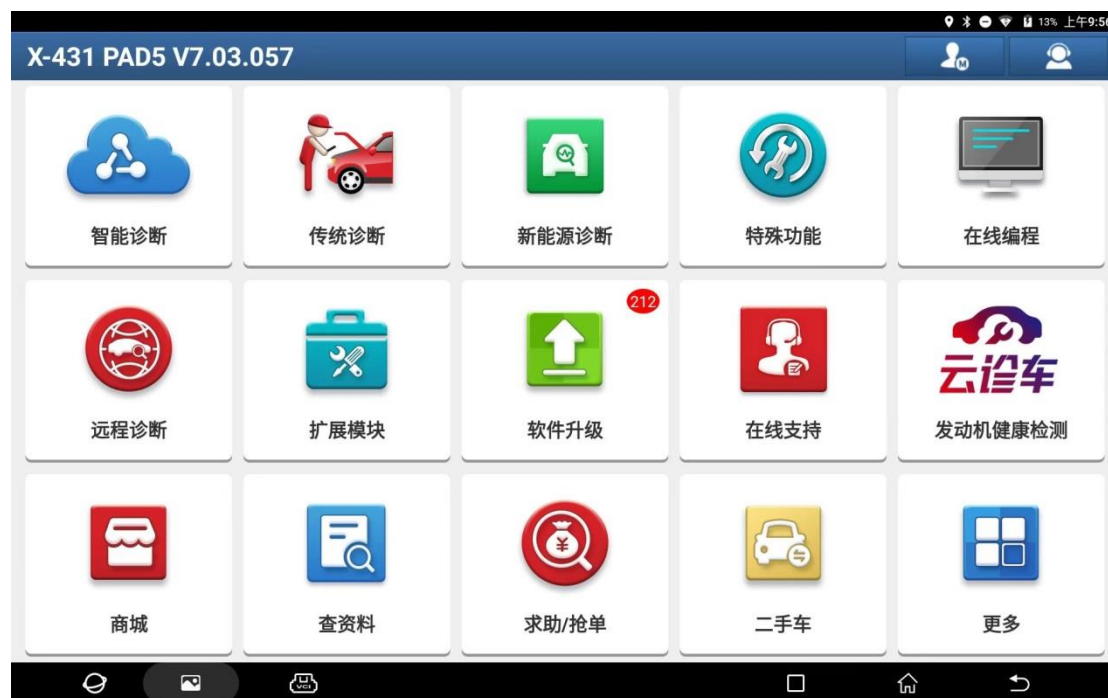 13% 上午9:56
X-431 PAD5 V7.03.057
M
智能诊断
传统诊断
新能源诊断
特殊功能
在线编程
212
云诊车
远程诊断
扩展模块
软件升级
在线支持
发动机健康检测
¥
商城
查资料
求助/抢单
二手车
更多
VCI